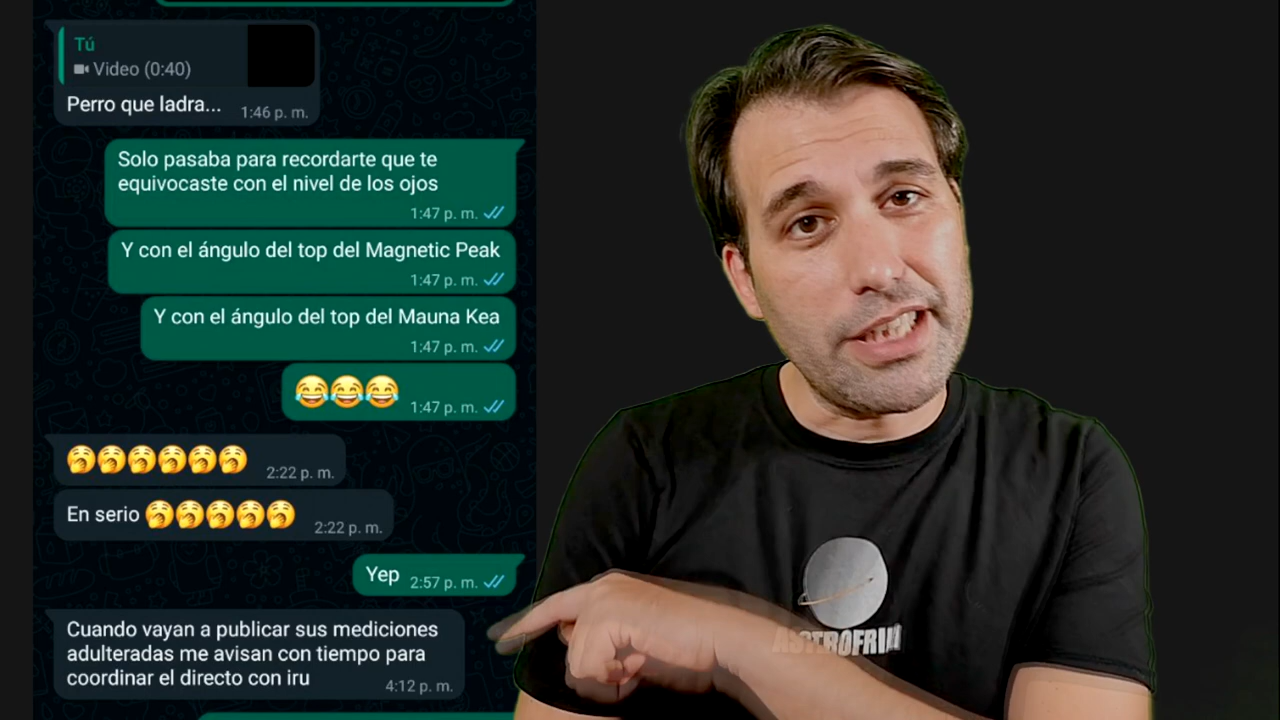 Tú
Video (0:40)
Perro que ladra...
1:46 p. m.
Solo pasaba para recordarte que te
equivocaste con el nivel de los ojos
1:47 p. m.
Y con el ángulo del top del Magnetic Peak
1:47 p. m.
Y con el ángulo del top del Mauna Kea
1:47 p. m.
😂😂😂
1:47 p. m.
🥱🥱🥱🥱🥱🥱
2:22 p. m.
En serio 🥱🥱🥱🥱🥱
2:22 p. m.
Yep
2:57 p. m.
Cuando vayan a publicar sus mediciones
adulteradas me avisan con tiempo para
coordinar el directo con iru
4:12 p. m.